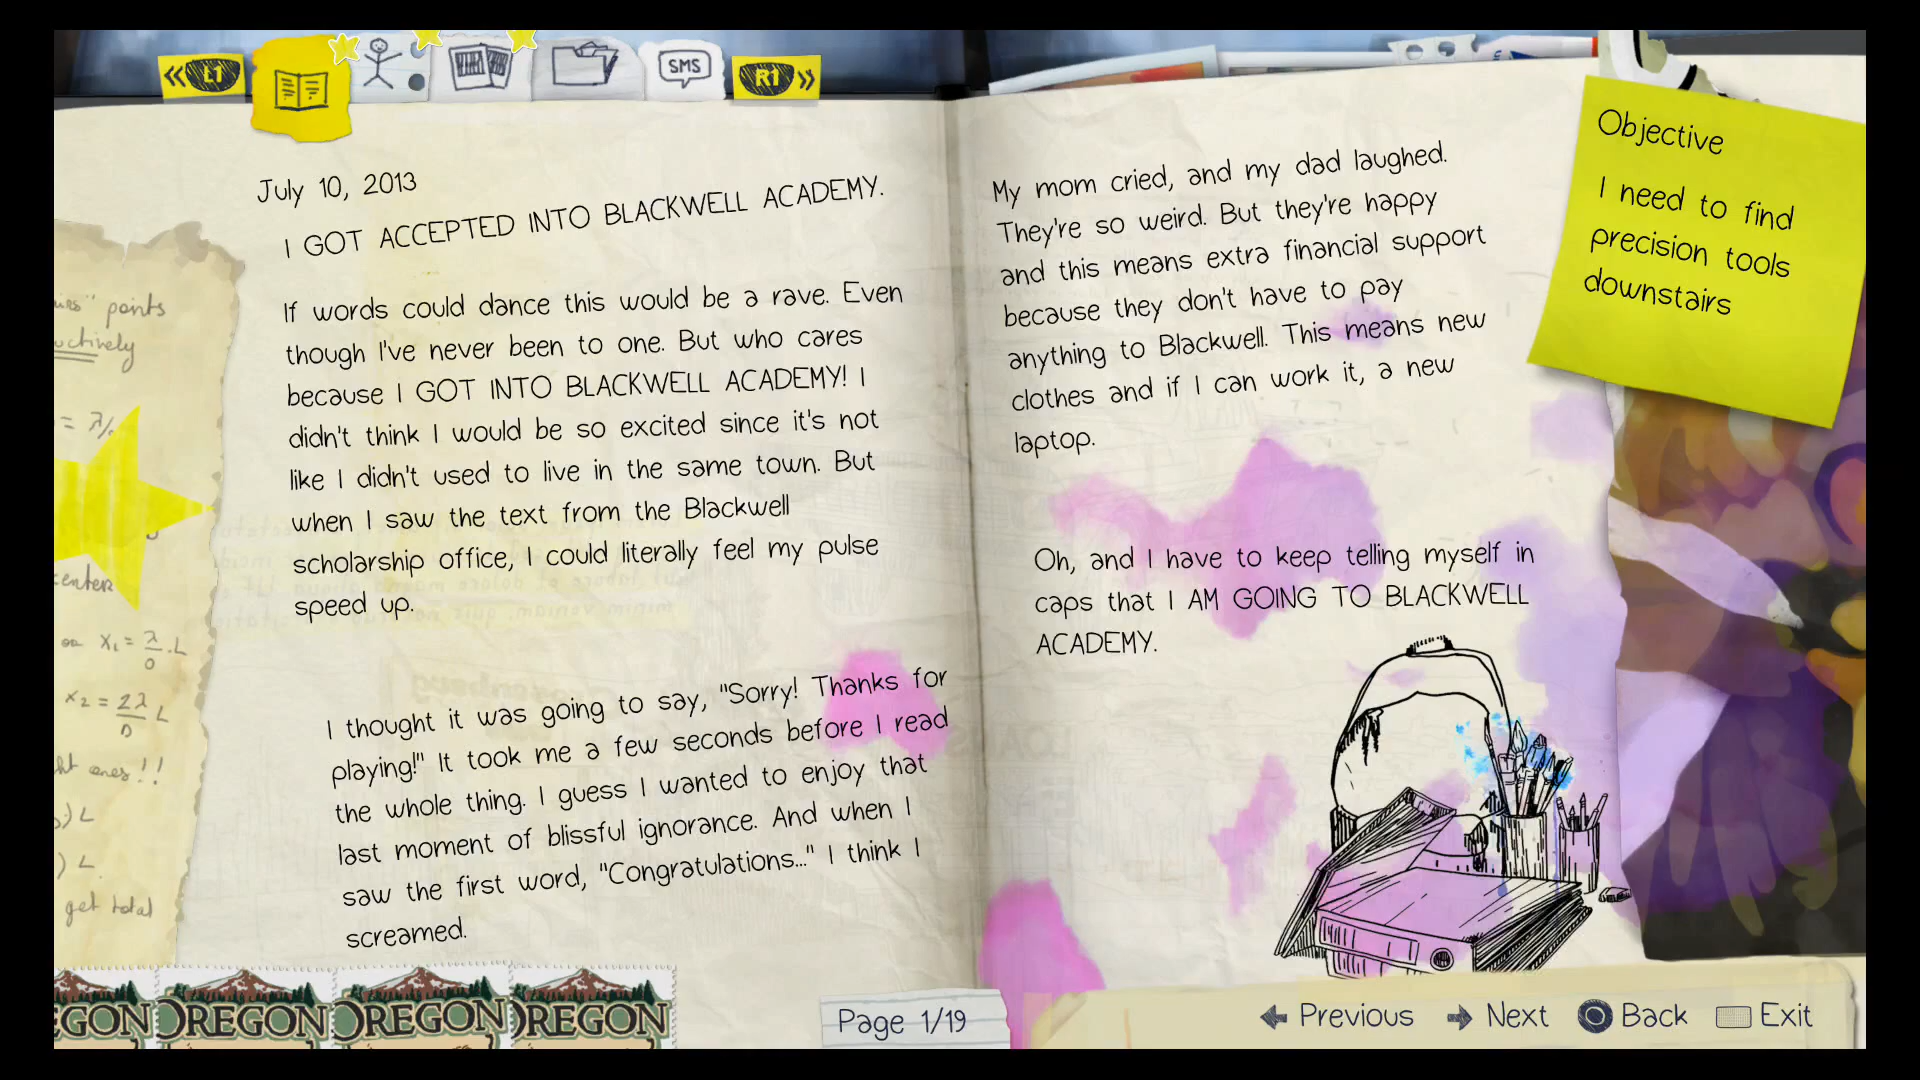 L1
SMS
R1
July 10, 2013
I GOT ACCEPTED INTO BLACKWELL ACADEMY.
If words could dance this would be a rave. Even
though I've never been to one. But who cares
because I GOT INTO BLACKWELL ACADEMY! I
didn't think I would be so excited since it's not
like I didn't used to live in the same town. But
when I saw the text from the Blackwell
scholarship office, I could literally feel my pulse
speed up.
I thought it was going to say, "Sorry! Thanks for
playing!" It took me a few seconds before I read
the whole thing. I guess I wanted to enjoy that
last moment of blissful ignorance. And when I
saw the first word, "Congratulations..." I think I
screamed.
My mom cried, and my dad laughed.
They're so weird. But they're happy
and this means extra financial support
because they don't have to pay
anything to Blackwell. This means new
clothes and if I can work it, a new
laptop.
Oh, and I have to keep telling myself in
caps that I AM GOING TO BLACKWELL
ACADEMY.
Objective
I need to find
precision tools
downstairs
points
get total
EGON OREGON OREGON OREGON
Page 1/19
Previous Next Back Exit